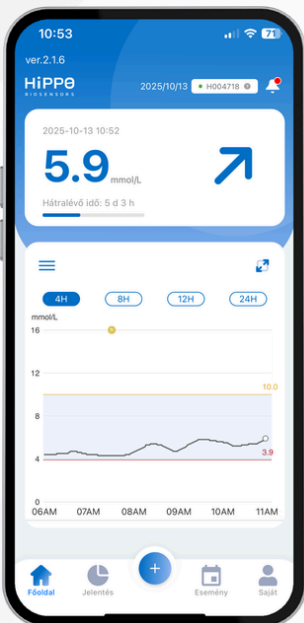 10:53
71
ver.2.1.6
HiPPO
BIOSENSORS
2025/10/13
H004718
2025-10-13 10:52
5.9 mmol/L
Hátralévő idő: 5 d 3 h
4H 8H 12H 24H
mmol/L
16
12
10.0
8
4
3.9
0
06AM 07AM 08AM 09AM 10AM 11AM
+
Főoldal Jelentés Esemény Saját